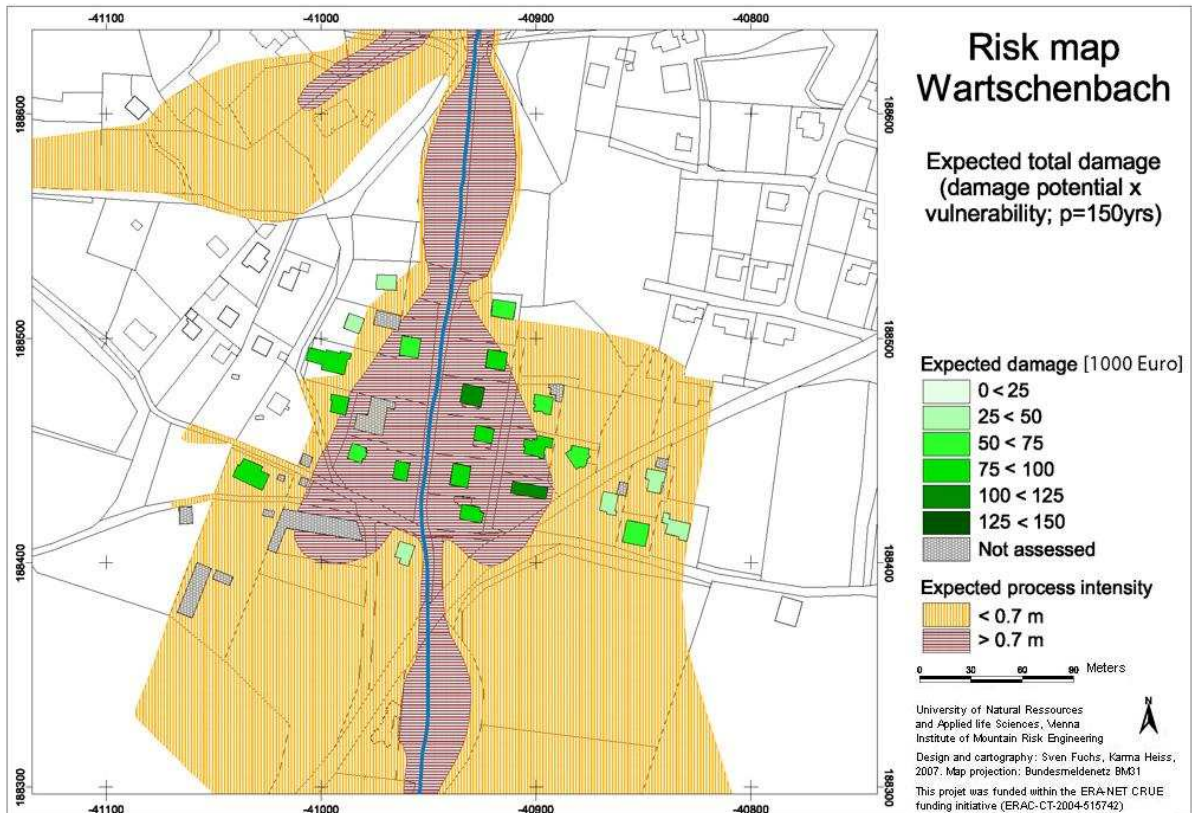 -41100 -41000 -40900 -40800
188600 188600
188500 188500
188400 188400
188300 188300
-41100 -41000 -40900 -40800
Risk map
Wartschenbach
Expected total damage
(damage potential x
vulnerability; p=150yrs)
Expected damage [1000 Euro]
0 < 25
25 < 50
50 < 75
75 < 100
100 < 125
125 < 150
Not assessed
Expected process intensity
< 0.7 m
> 0.7 m
0 30 60 90 Meters
N
University of Natural Ressources
and Applied life Sciences, Vienna
Institute of Mountain Risk Engineering
Design and cartography: Sven Fuchs, Karma Heiss,
2007. Map projection: Bundesmeldenetz BM31
This projet was funded within the ERA-NET CRUE
funding initiative (ERAC-CT-2004-515742)